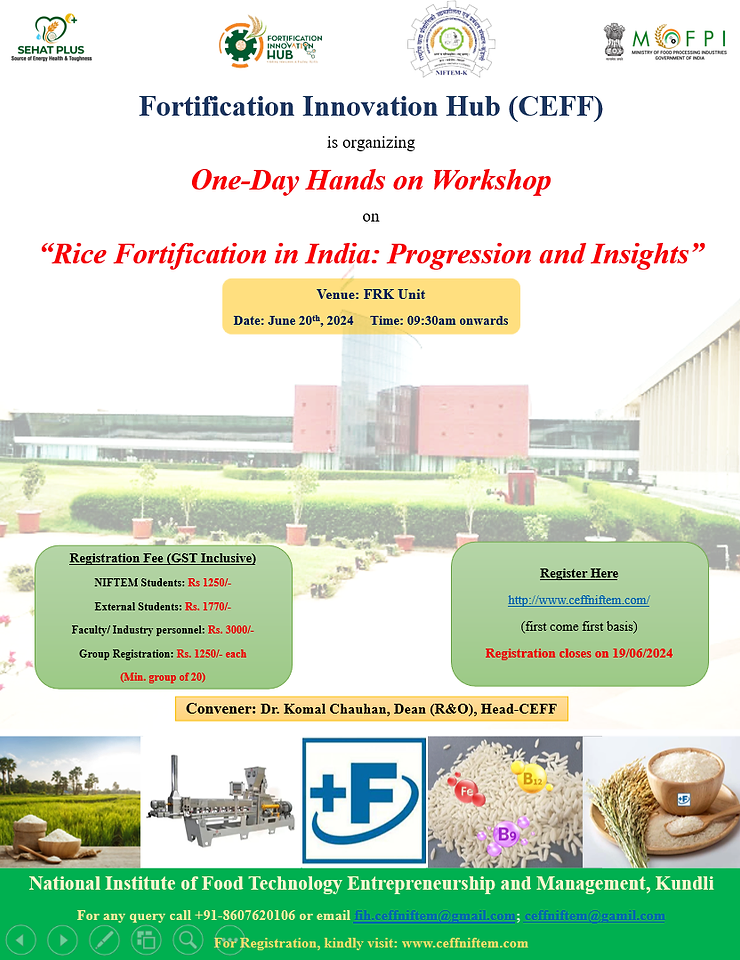 SEHAT PLUS
Source of Energy Health & Toughness
FORTIFICATION
INNOVATION
HUB
NIFTEM-K
MOFPI
MINISTRY OF FOOD PROCESSING INDUSTRIES
GOVERNMENT OF INDIA
Fortification Innovation Hub (CEFF)
is organizing
One-Day Hands on Workshop
on
“Rice Fortification in India: Progression and Insights”
Venue: FRK Unit
Date: June 20th, 2024 Time: 09:30am onwards
Registration Fee (GST Inclusive)
NIFTEM Students: Rs 1250/-
External Students: Rs. 1770/-
Faculty/ Industry personnel: Rs. 3000/-
Group Registration: Rs. 1250/- each
(Min. group of 20)
Register Here
http://www.ceffniftem.com/
(first come first basis)
Registration closes on 19/06/2024
Convener: Dr. Komal Chauhan, Dean (R&O), Head-CEFF
+F
Fe
B12
B9
+F
National Institute of Food Technology Entrepreneurship and Management, Kundli
For any query call +91-8607620106 or email fih.ceffniftem@gmail.com; ceffniftem@gamil.com
For Registration, kindly visit: www.ceffniftem.com